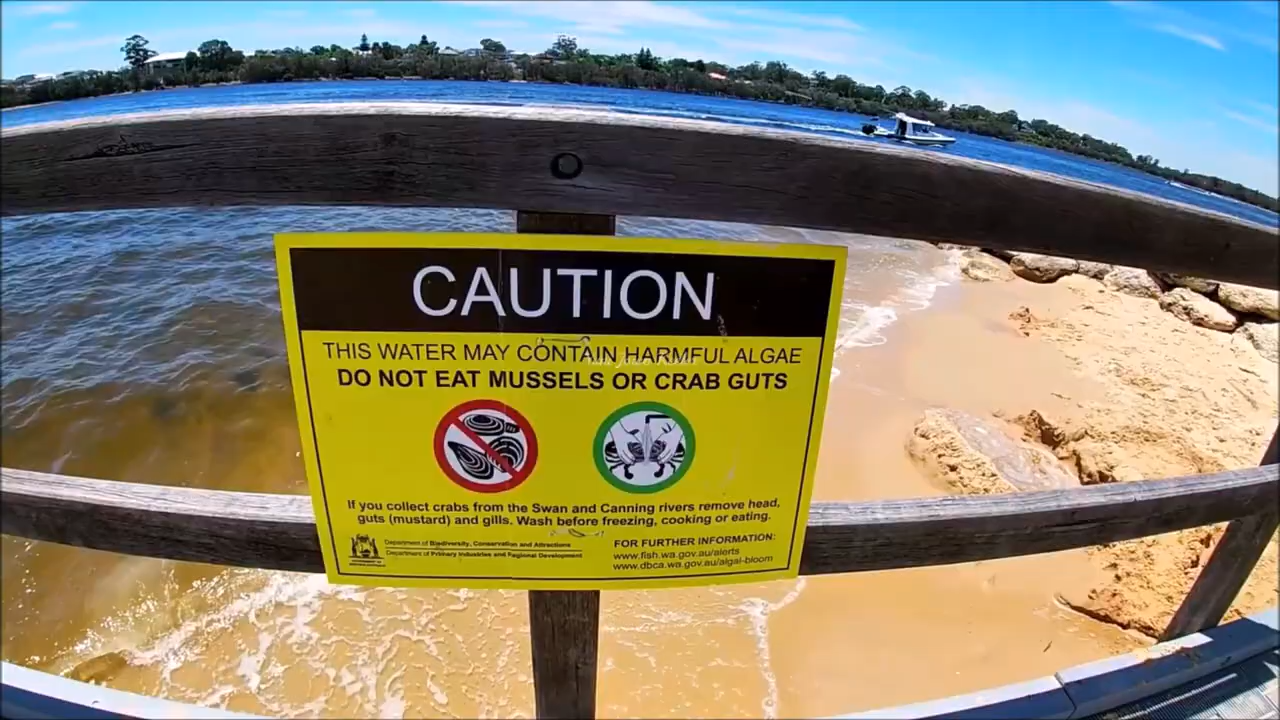 CAUTION
THIS WATER MAY CONTAIN HARMFUL ALGAE
DO NOT EAT MUSSELS OR CRAB GUTS
If you collect crabs from the Swan and Canning rivers remove head,
guts (mustard) and gills. Wash before freezing, cooking or eating.
Department of Biodiversity, Conservation and Attractions
Department of Primary Industries and Regional Development
FOR FURTHER INFORMATION:
www.fish.wa.gov.au/alerts
www.dbca.wa.gov.au/algal-bloom